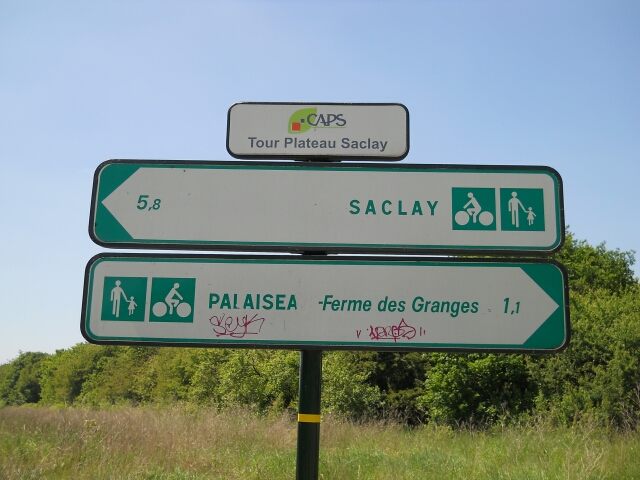 CAPS
Tour Plateau Saclay
5,8 SACLAY
PALAISEA -Ferme des Granges 1,1